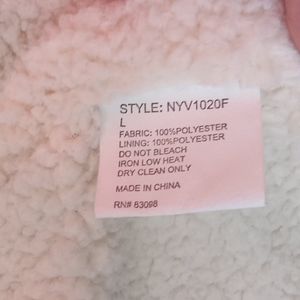 STYLE: NYV1020F
L
FABRIC: 100%POLYESTER
LINING: 100%POLYESTER
DO NOT BLEACH
IRON LOW HEAT
DRY CLEAN ONLY
MADE IN CHINA
RN# 83098